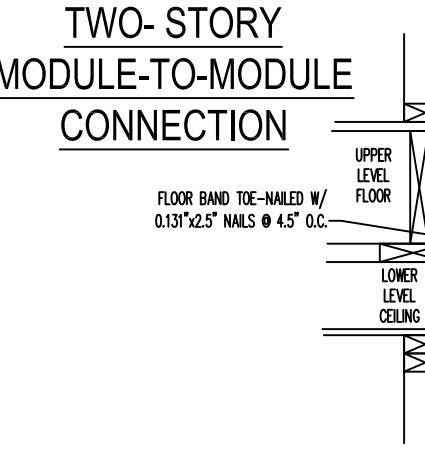 TWO- STORY
MODULE-TO-MODULE
CONNECTION
UPPER
LEVEL
FLOOR
FLOOR BAND TOE-NAILED W/
0.131"x2.5" NAILS @ 4.5" O.C.
LOWER
LEVEL
CEILING